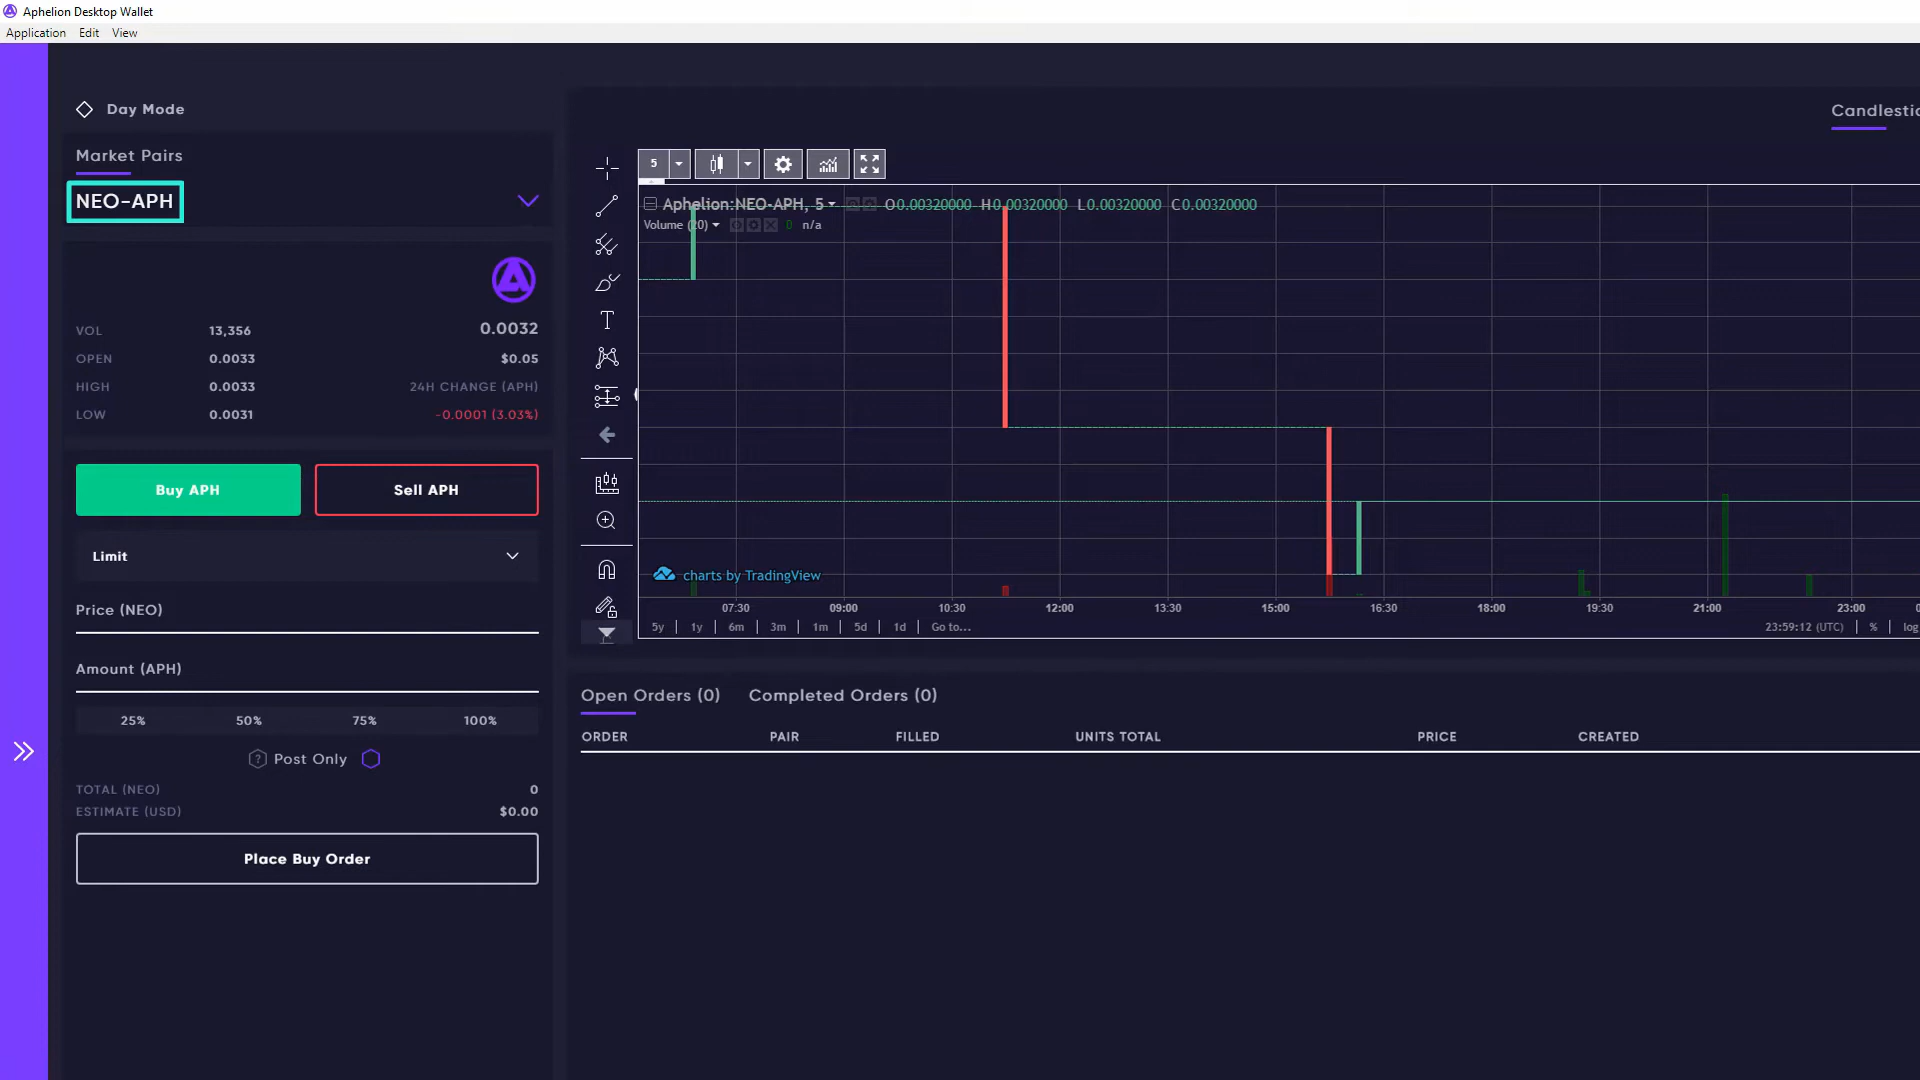 Aphelion Desktop Wallet
Application Edit View
Day Mode
Market Pairs
NEO-APH
VOL 13,356 0.0032
OPEN 0.0033 $0.05
HIGH 0.0033 24H CHANGE (APH)
LOW 0.0031 -0.0001 (3.03%)
Buy APH Sell APH
Limit
Price (NEO)
Amount (APH)
25% 50% 75% 100%
? Post Only
TOTAL (NEO) 0
ESTIMATE (USD) $0.00
Place Buy Order
Candlestic
5
Aphelion:NEO-APH, 5 O0.00320000 H0.00320000 L0.00320000 C0.00320000
Volume (20) 0 n/a
charts by TradingView
07:30 09:00 10:30 12:00 13:30 15:00 16:30 18:00 19:30 21:00 23:00
5y 1y 6m 3m 1m 5d 1d Go to... 23:59:12 (UTC) % log
Open Orders (0) Completed Orders (0)
ORDER PAIR FILLED UNITS TOTAL PRICE CREATED